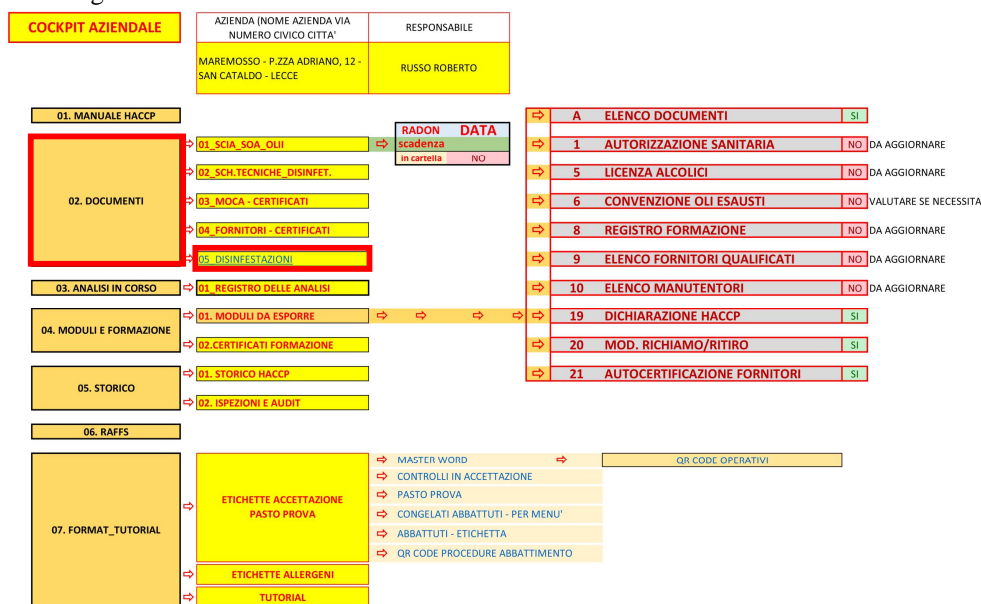 COCKPIT AZIENDALE
AZIENDA (NOME AZIENDA VIA
NUMERO CIVICO CITTA'
RESPONSABILE
MAREMOSSO - P.ZZA ADRIANO, 12 -
SAN CATALDO - LECCE
RUSSO ROBERTO
01. MANUALE HACCP
A ELENCO DOCUMENTI SI
RADON DATA
scadenza
in cartella NO
01_SCIA_SOA_OLII
1 AUTORIZZAZIONE SANITARIA NO DA AGGIORNARE
02_SCH.TECNICHE_DISINFET.
5 LICENZA ALCOLICI NO DA AGGIORNARE
02. DOCUMENTI
03_MOCA - CERTIFICATI
6 CONVENZIONE OLI ESAUSTI NO VALUTARE SE NECESSITA
04_FORNITORI - CERTIFICATI
8 REGISTRO FORMAZIONE NO DA AGGIORNARE
05_DISINFESTAZIONI
9 ELENCO FORNITORI QUALIFICATI NO DA AGGIORNARE
03. ANALISI IN CORSO
01_REGISTRO DELLE ANALISI
10 ELENCO MANUTENTORI NO DA AGGIORNARE
04. MODULI E FORMAZIONE
01. MODULI DA ESPORRE
19 DICHIARAZIONE HACCP SI
02.CERTIFICATI FORMAZIONE
20 MOD. RICHIAMO/RITIRO SI
05. STORICO
01. STORICO HACCP
21 AUTOCERTIFICAZIONE FORNITORI SI
02. ISPEZIONI E AUDIT
06. RAFFS
07. FORMAT_TUTORIAL
ETICHETTE ACCETTAZIONE
PASTO PROVA
MASTER WORD
QR CODE OPERATIVI
CONTROLLI IN ACCETTAZIONE
PASTO PROVA
CONGELATI ABBATTUTI - PER MENU'
ABBATTUTI - ETICHETTA
QR CODE PROCEDURE ABBATTIMENTO
ETICHETTE ALLERGENI
TUTORIAL